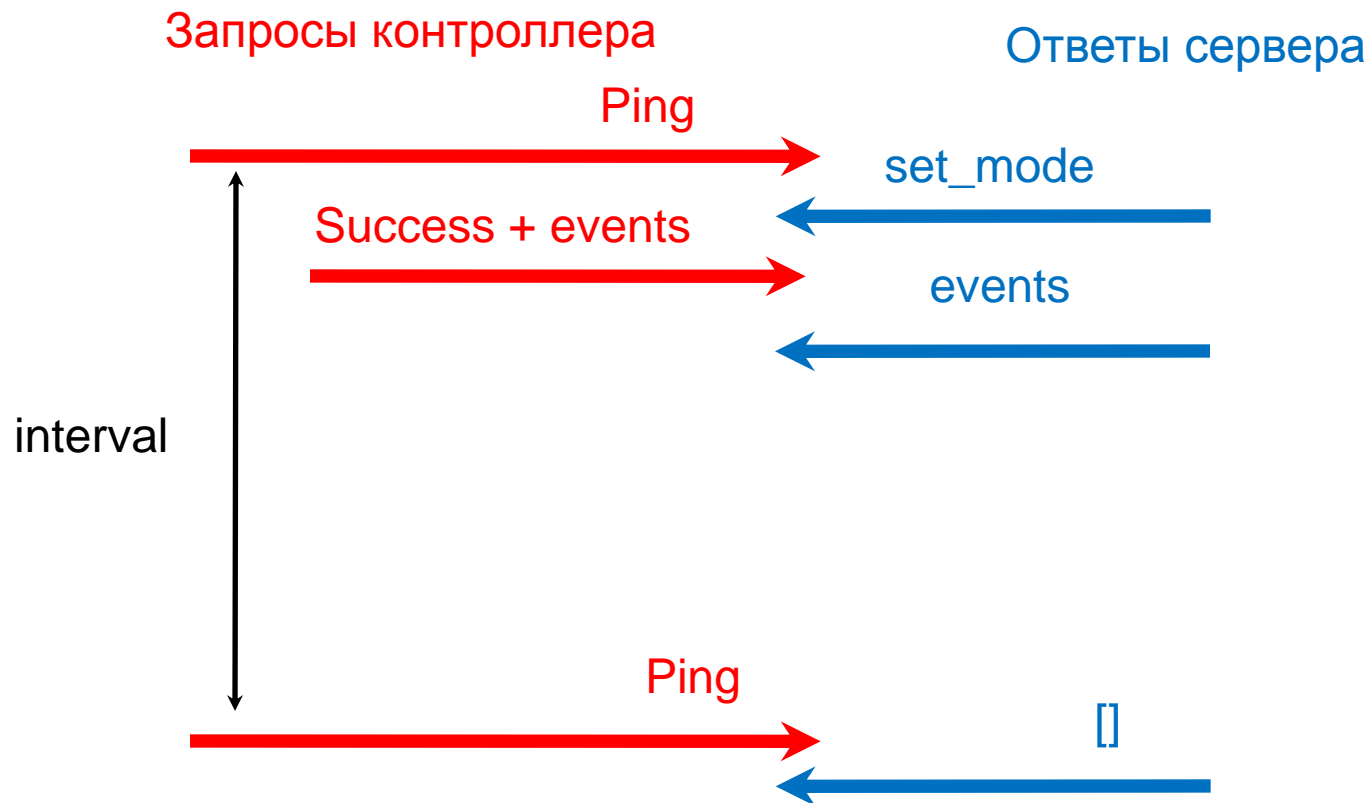 Запросы контроллера
Ответы сервера
Ping
set_mode
Success + events
events
interval
Ping
[]